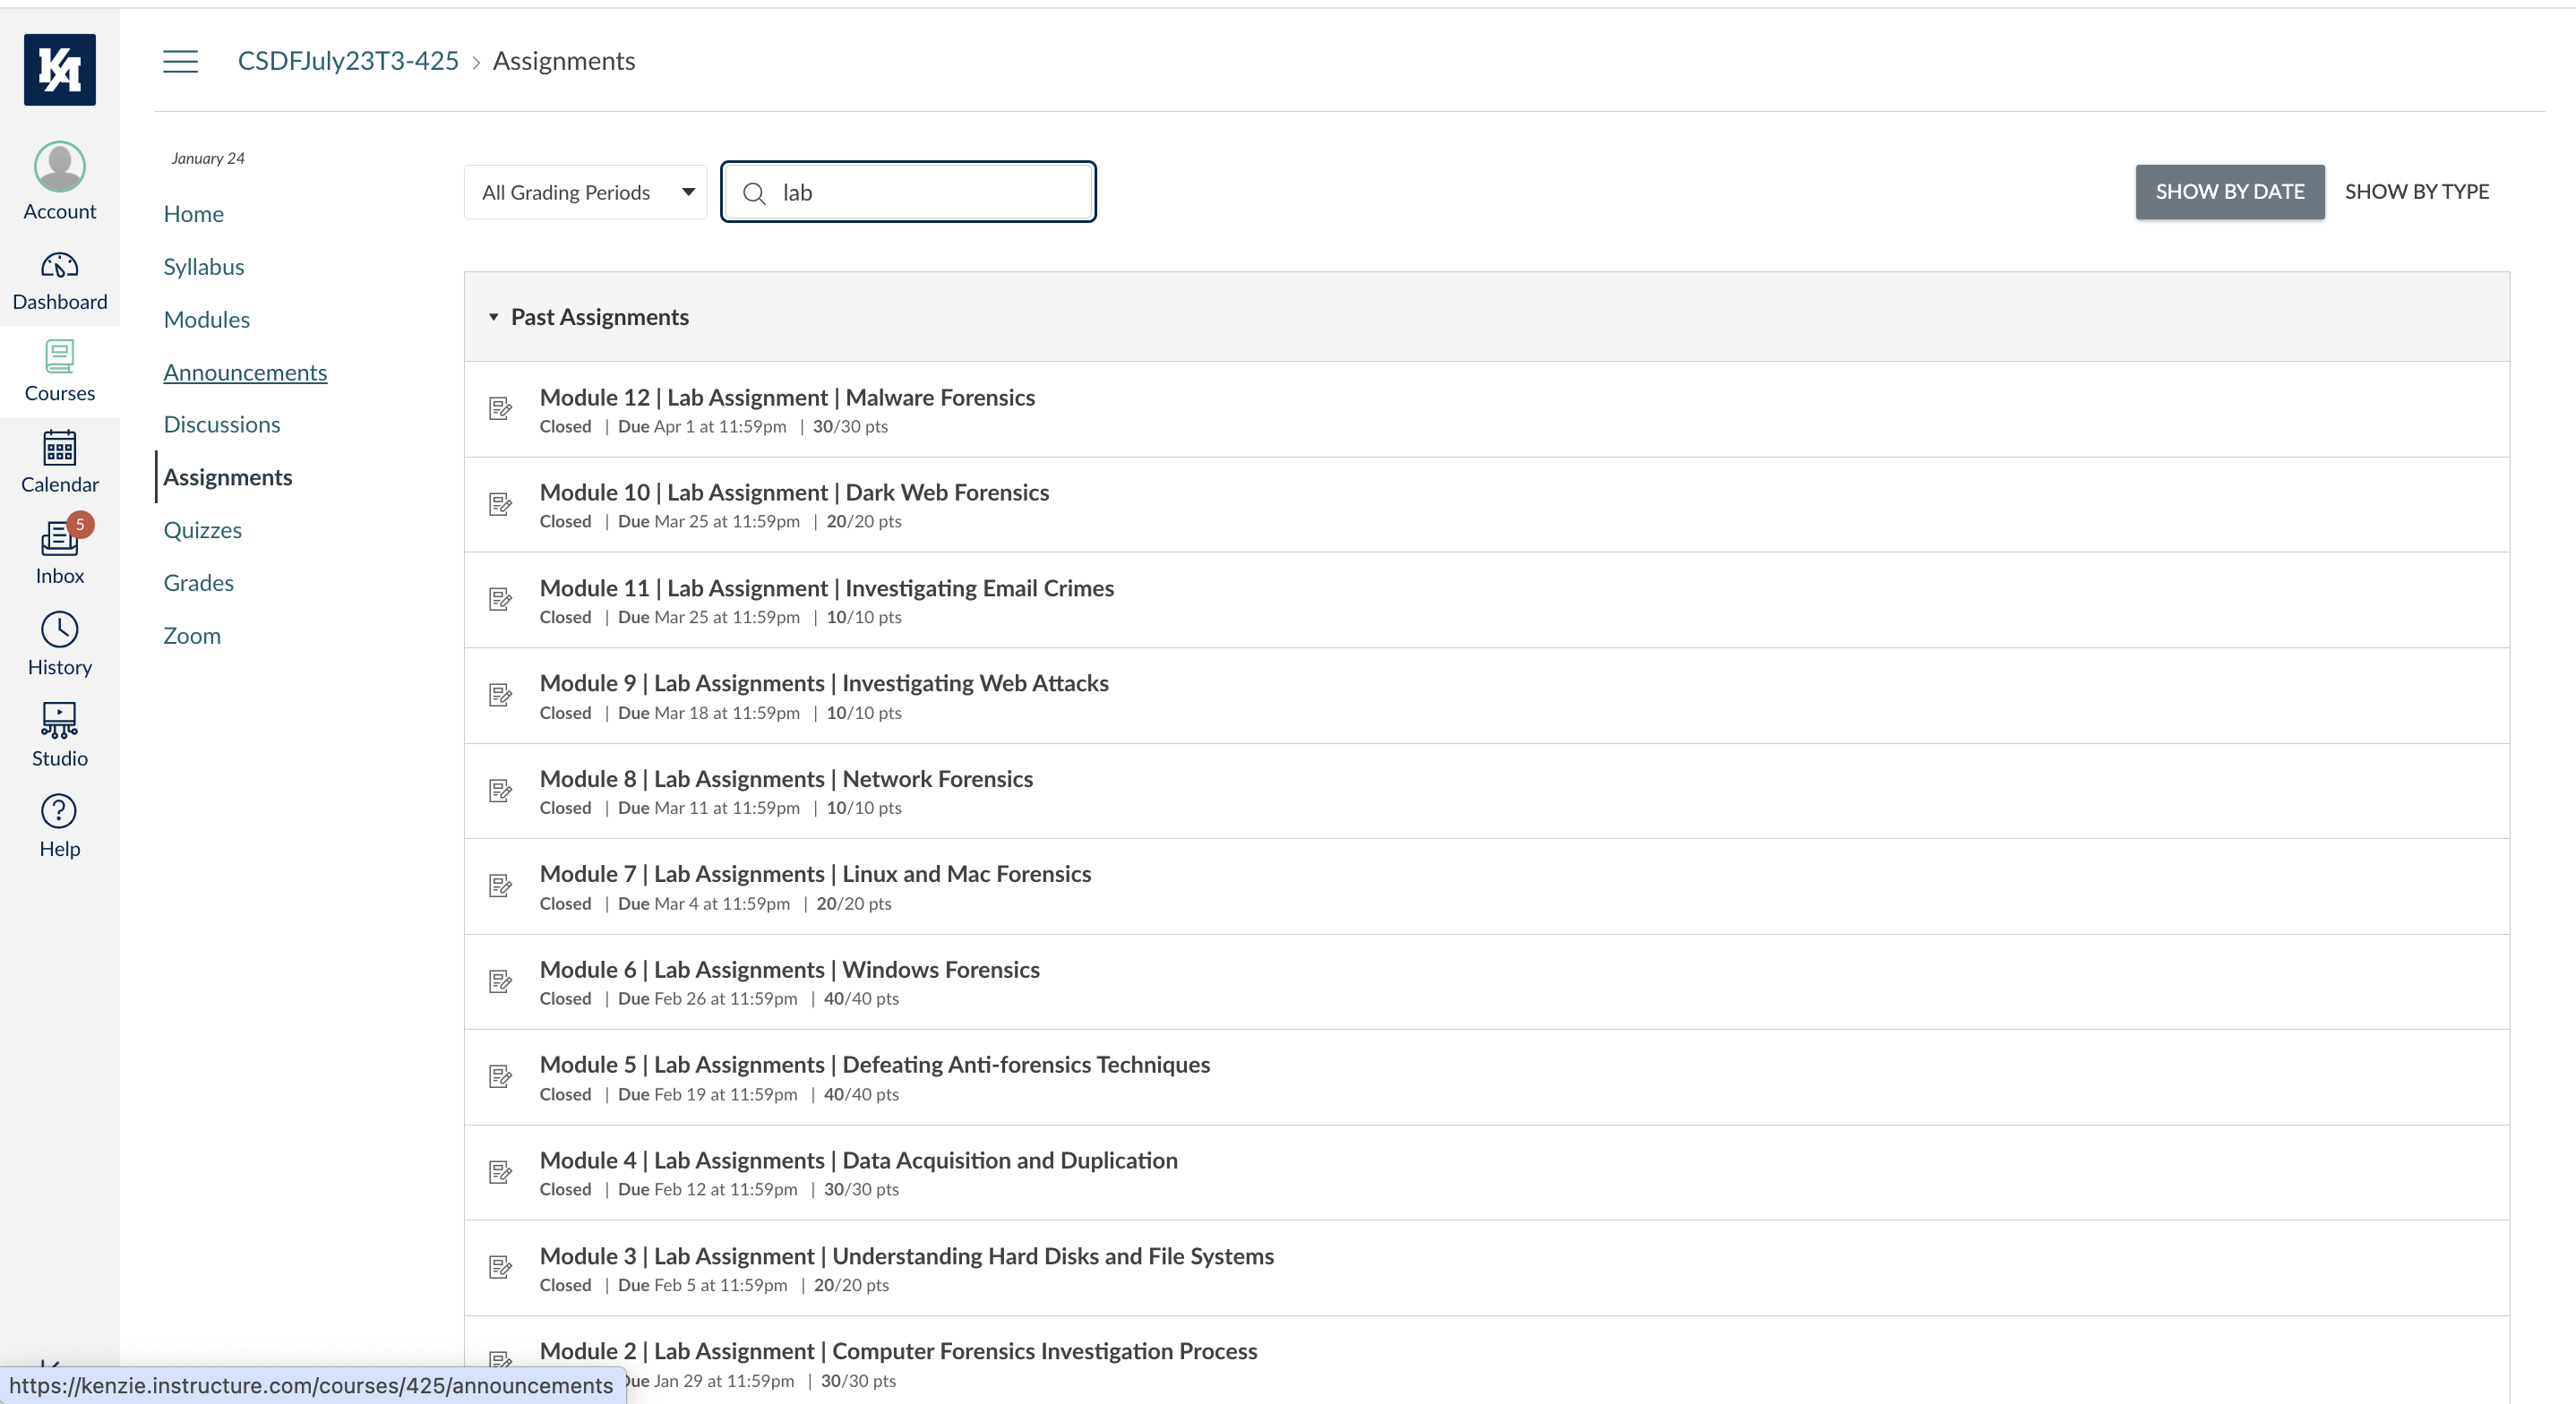 KA
CSDFJuly23T3-425 > Assignments
January 24
Account
Dashboard
Courses
Calendar
5
Inbox
History
Studio
Help
Home
Syllabus
Modules
Announcements
Discussions
Assignments
Quizzes
Grades
Zoom
All Grading Periods
lab
SHOW BY DATE
SHOW BY TYPE
Past Assignments
Module 12 | Lab Assignment | Malware Forensics
Closed | Due Apr 1 at 11:59pm | 30/30 pts
Module 10 | Lab Assignment | Dark Web Forensics
Closed | Due Mar 25 at 11:59pm | 20/20 pts
Module 11 | Lab Assignment | Investigating Email Crimes
Closed | Due Mar 25 at 11:59pm | 10/10 pts
Module 9 | Lab Assignments | Investigating Web Attacks
Closed | Due Mar 18 at 11:59pm | 10/10 pts
Module 8 | Lab Assignments | Network Forensics
Closed | Due Mar 11 at 11:59pm | 10/10 pts
Module 7 | Lab Assignments | Linux and Mac Forensics
Closed | Due Mar 4 at 11:59pm | 20/20 pts
Module 6 | Lab Assignments | Windows Forensics
Closed | Due Feb 26 at 11:59pm | 40/40 pts
Module 5 | Lab Assignments | Defeating Anti-forensics Techniques
Closed | Due Feb 19 at 11:59pm | 40/40 pts
Module 4 | Lab Assignments | Data Acquisition and Duplication
Closed | Due Feb 12 at 11:59pm | 30/30 pts
Module 3 | Lab Assignment | Understanding Hard Disks and File Systems
Closed | Due Feb 5 at 11:59pm | 20/20 pts
Module 2 | Lab Assignment | Computer Forensics Investigation Process
Due Jan 29 at 11:59pm | 30/30 pts
https://kenzie.instructure.com/courses/425/announcements